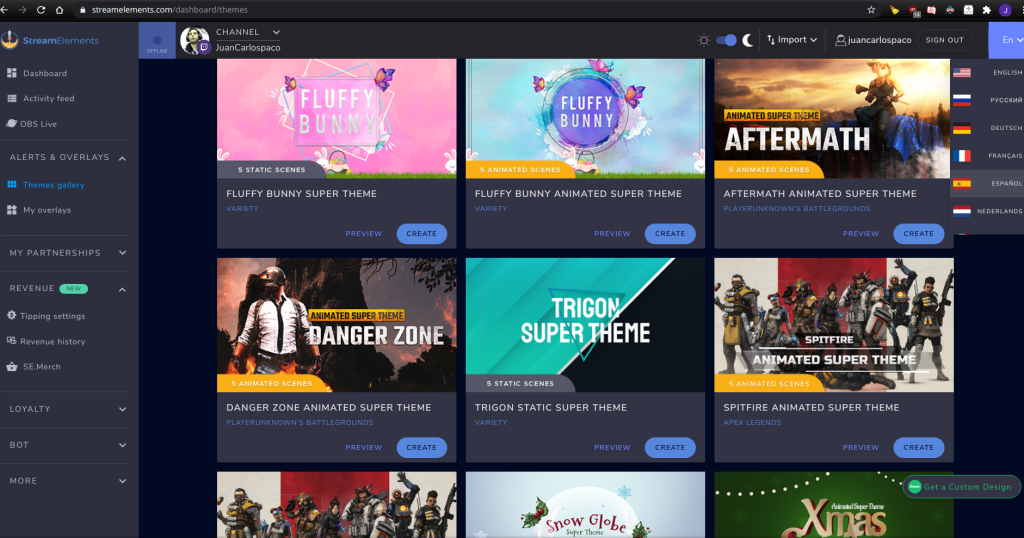 streamelements.com/dashboard/themes
J
StreamElements
OFFLINE
CHANNEL
JuanCarlospaco
Import
juancarlospaco
SIGN OUT
En
Dashboard
Activity feed
OBS Live
ALERTS & OVERLAYS
Themes gallery
My overlays
MY PARTNERSHIPS
REVENUE NEW
Tipping settings
Revenue history
SE.Merch
LOYALTY
BOT
MORE
ENGLISH
РУССКИЙ
DEUTSCH
FRANÇAIS
ESPAÑOL
NEDERLANDS
FLUFFY
BUNNY
5 STATIC SCENES
FLUFFY BUNNY SUPER THEME
VARIETY
PREVIEW
CREATE
FLUFFY
BUNNY
5 ANIMATED SCENES
FLUFFY BUNNY ANIMATED SUPER THEME
VARIETY
PREVIEW
CREATE
ANIMATED SUPER THEME
AFTERMATH
5 ANIMATED SCENES
AFTERMATH ANIMATED SUPER THEME
PLAYERUNKNOWN'S BATTLEGROUNDS
PREVIEW
CREATE
ANIMATED SUPER THEME
DANGER ZONE
5 ANIMATED SCENES
DANGER ZONE ANIMATED SUPER THEME
PLAYERUNKNOWN'S BATTLEGROUNDS
PREVIEW
CREATE
TRIGON
SUPER THEME
5 STATIC SCENES
TRIGON STATIC SUPER THEME
VARIETY
PREVIEW
CREATE
SPITFIRE
ANIMATED SUPER THEME
5 ANIMATED SCENES
SPITFIRE ANIMATED SUPER THEME
APEX LEGENDS
PREVIEW
CREATE
Snow Globe
Super Theme
Animated Super Theme
Xmas
Get a Custom Design